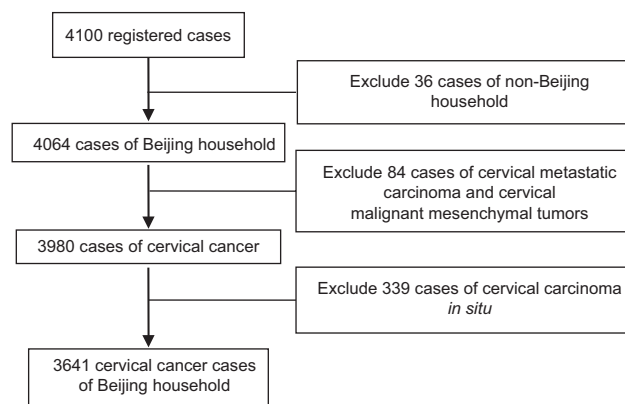 4100 registered cases
Exclude 36 cases of non-Beijing
household
4064 cases of Beijing household
Exclude 84 cases of cervical metastatic
carcinoma and cervical
malignant mesenchymal tumors
3980 cases of cervical cancer
Exclude 339 cases of cervical carcinoma
in situ
3641 cervical cancer cases
of Beijing household